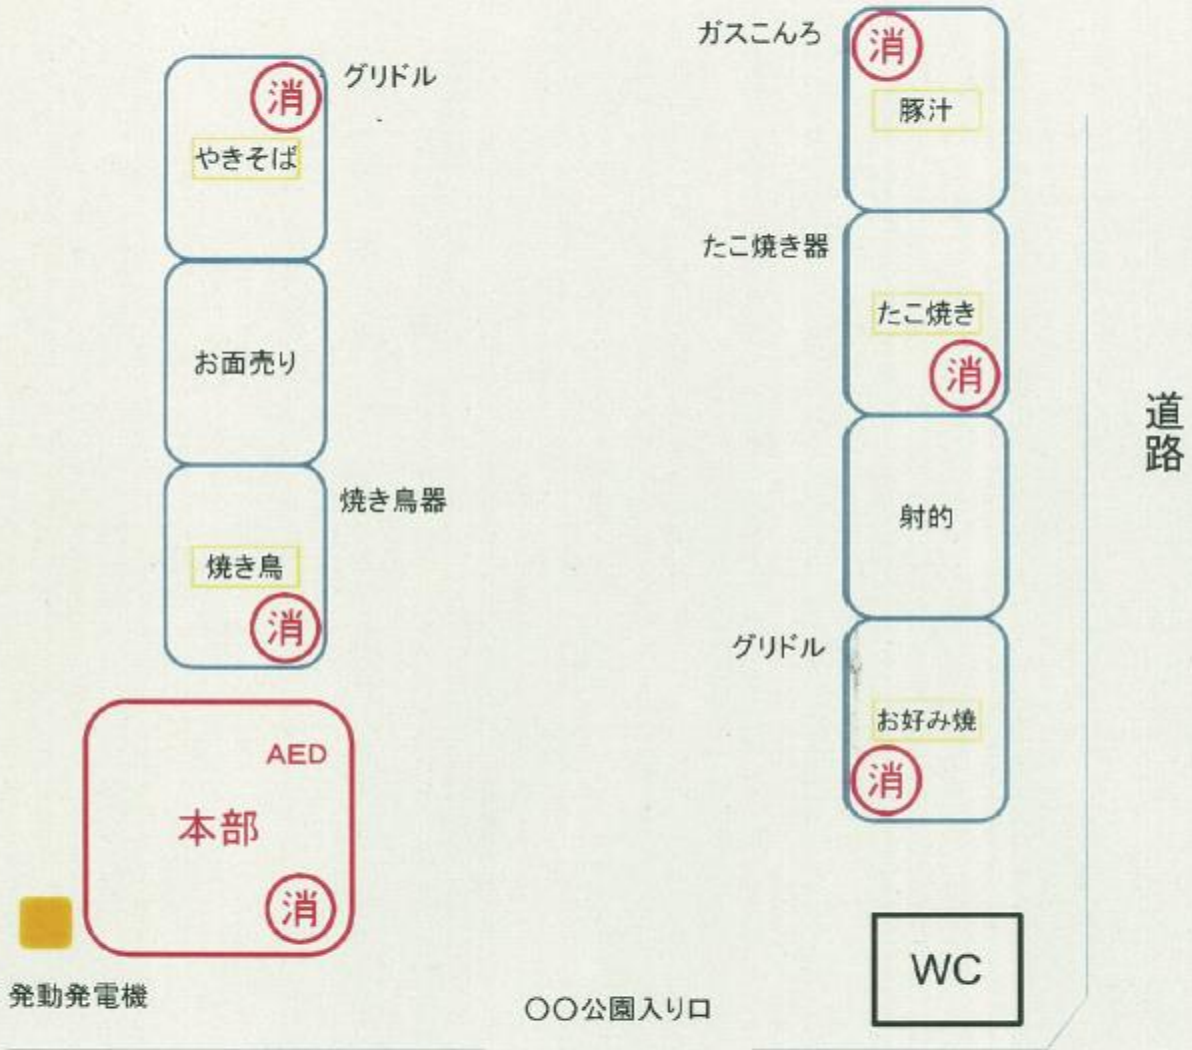 ガスこんろ
消
豚汁
消
グリドル
やきそば
たこ焼き器
たこ焼き
消
お面売り
道路
焼き鳥器
射的
焼き鳥
消
グリドル
お好み焼
消
AED
本部
消
WC
発動発電機
〇〇公園入り口